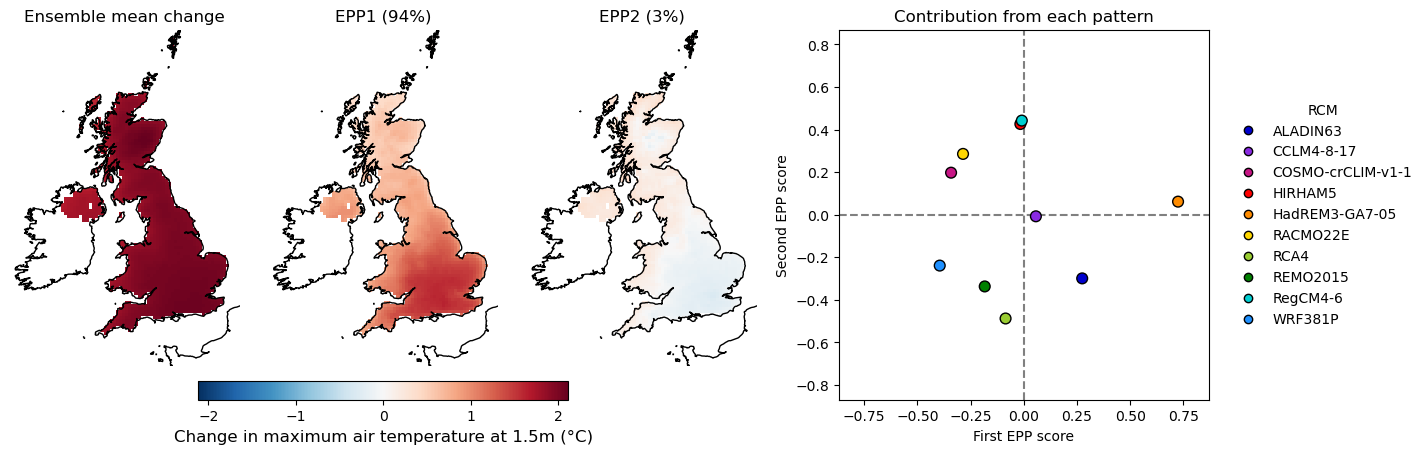 Ensemble mean change
EPP1 (94%)
EPP2 (3%)
−2 −1 0 1 2
Change in maximum air temperature at 1.5m (°C)
Contribution from each pattern
Second EPP score
0.8
0.6
0.4
0.2
0.0
−0.2
−0.4
−0.6
−0.8
−0.75 −0.50 −0.25 0.00 0.25 0.50 0.75
First EPP score
RCM
ALADIN63
CCLM4-8-17
COSMO-crCLIM-v1-1
HIRHAM5
HadREM3-GA7-05
RACMO22E
RCA4
REMO2015
RegCM4-6
WRF381P